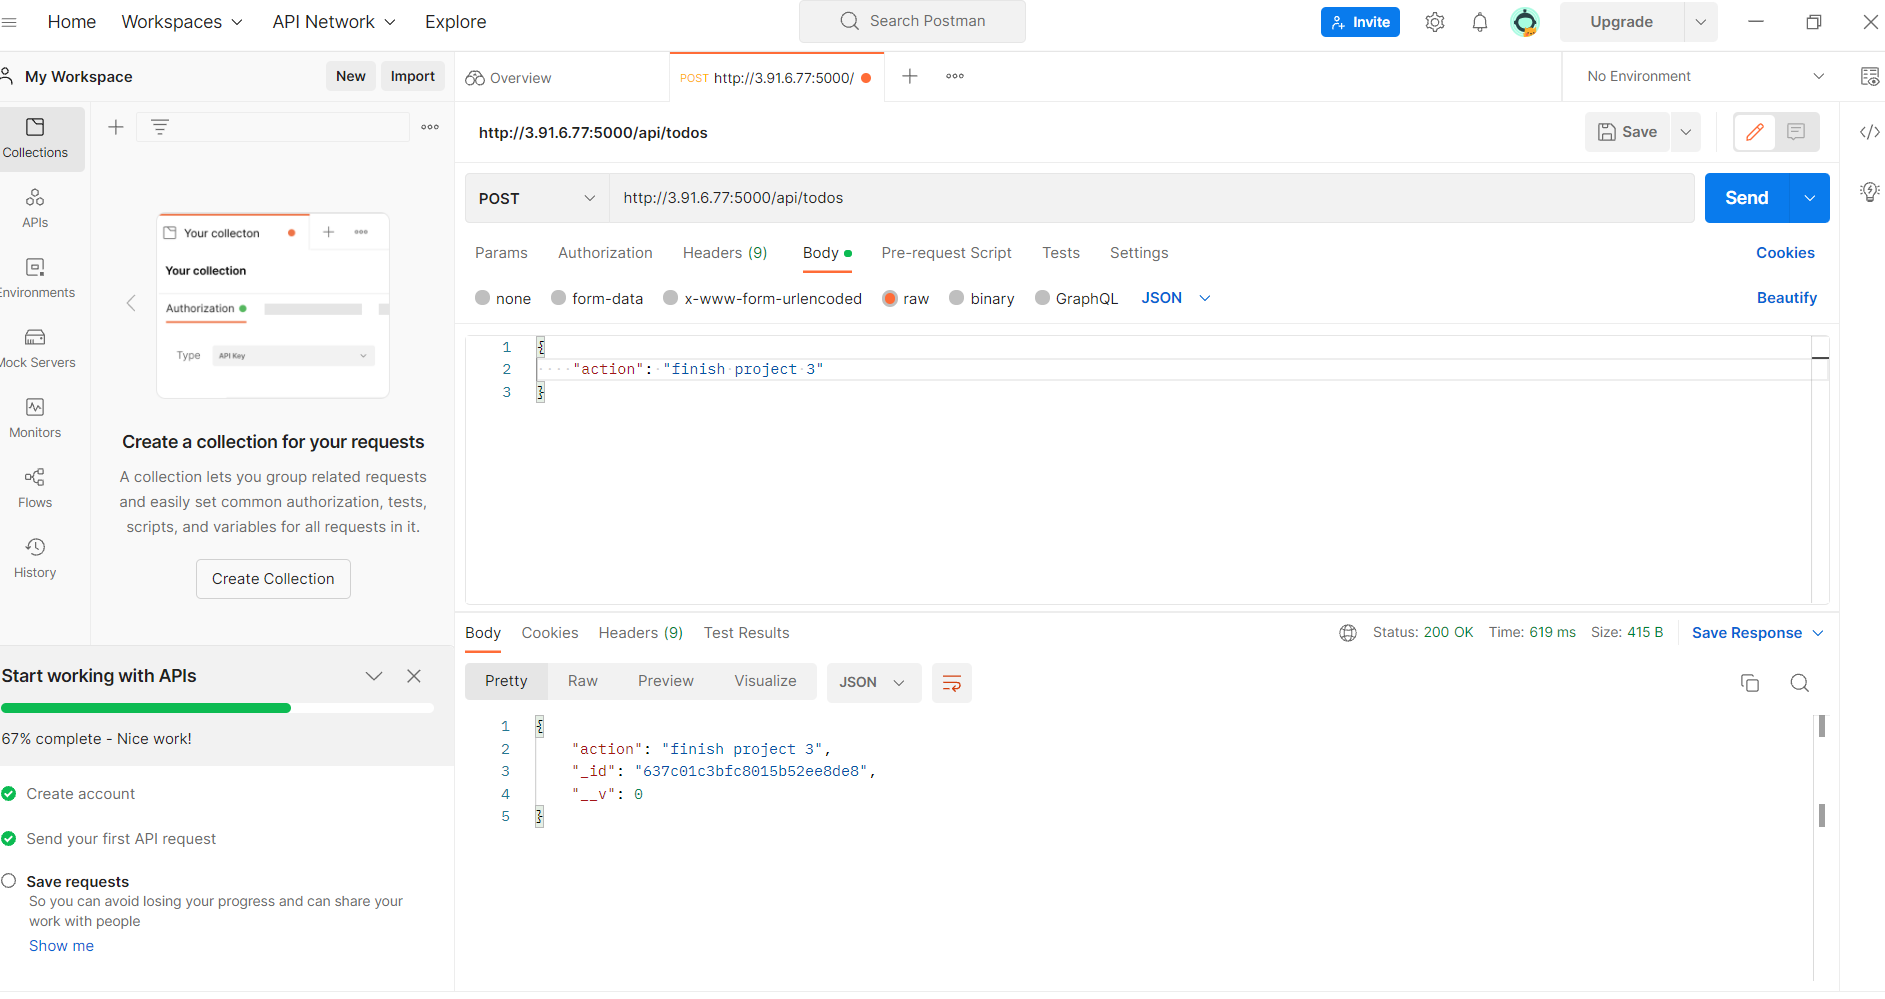 Home Workspaces API Network Explore Search Postman Invite Upgrade
My Workspace New Import Overview POST http://3.91.6.77:5000/ No Environment
Collections
APIs
Environments
Mock Servers
Monitors
Flows
History
Your collecton
Your collection
Authorization
Type API Key
Create a collection for your requests
A collection lets you group related requests
and easily set common authorization, tests,
scripts, and variables for all requests in it.
Create Collection
Start working with APIs
67% complete - Nice work!
Create account
Send your first API request
Save requests
So you can avoid losing your progress and can share your
work with people
Show me
http://3.91.6.77:5000/api/todos Save
POST http://3.91.6.77:5000/api/todos Send
Params Authorization Headers (9) Body Pre-request Script Tests Settings Cookies
none form-data x-www-form-urlencoded raw binary GraphQL JSON Beautify
1 {
2 "action": "finish project 3"
3 }
Body Cookies Headers (9) Test Results Status: 200 OK Time: 619 ms Size: 415 B Save Response
Pretty Raw Preview Visualize JSON
1 {
2 "action": "finish project 3",
3 "_id": "637c01c3bfc8015b52ee8de8",
4 "__v": 0
5 }